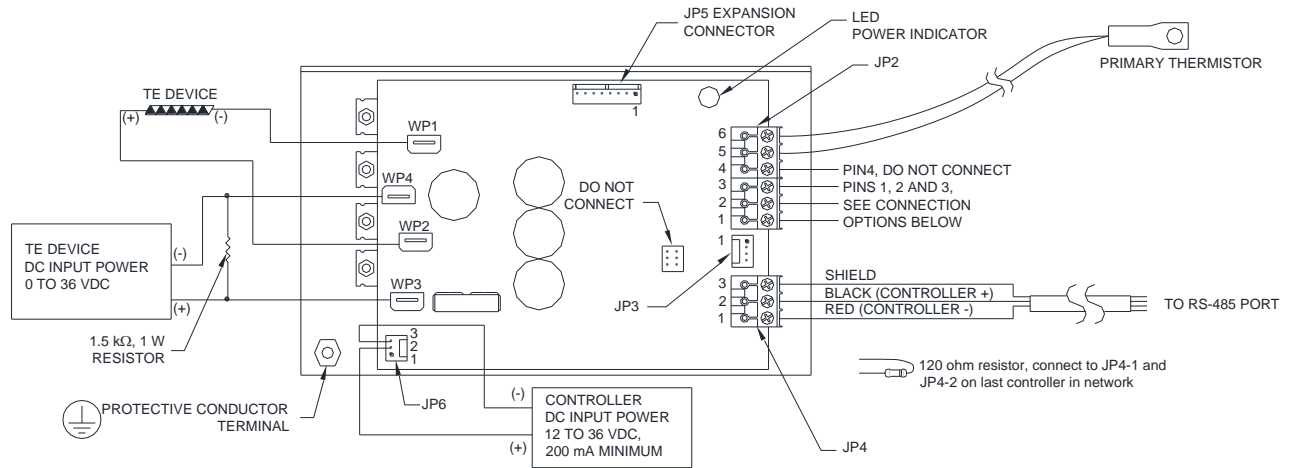 JP5 EXPANSION
CONNECTOR
LED
POWER INDICATOR
JP2
PRIMARY THERMISTOR
TE DEVICE
(+)
(-)
WP1
WP4
WP2
WP3
1
6
5
4
3
2
1
PIN4, DO NOT CONNECT
PINS 1, 2 AND 3,
SEE CONNECTION
OPTIONS BELOW
DO NOT
CONNECT
TE DEVICE
DC INPUT POWER
0 TO 36 VDC
(-)
(+)
1.5 kΩ, 1 W
RESISTOR
1
JP3
3
2
1
SHIELD
BLACK (CONTROLLER +)
RED (CONTROLLER -)
TO RS-485 PORT
120 ohm resistor, connect to JP4-1 and
JP4-2 on last controller in network
3
2
1
JP6
PROTECTIVE CONDUCTOR
TERMINAL
(-)
(+)
CONTROLLER
DC INPUT POWER
12 TO 36 VDC,
200 mA MINIMUM
JP4